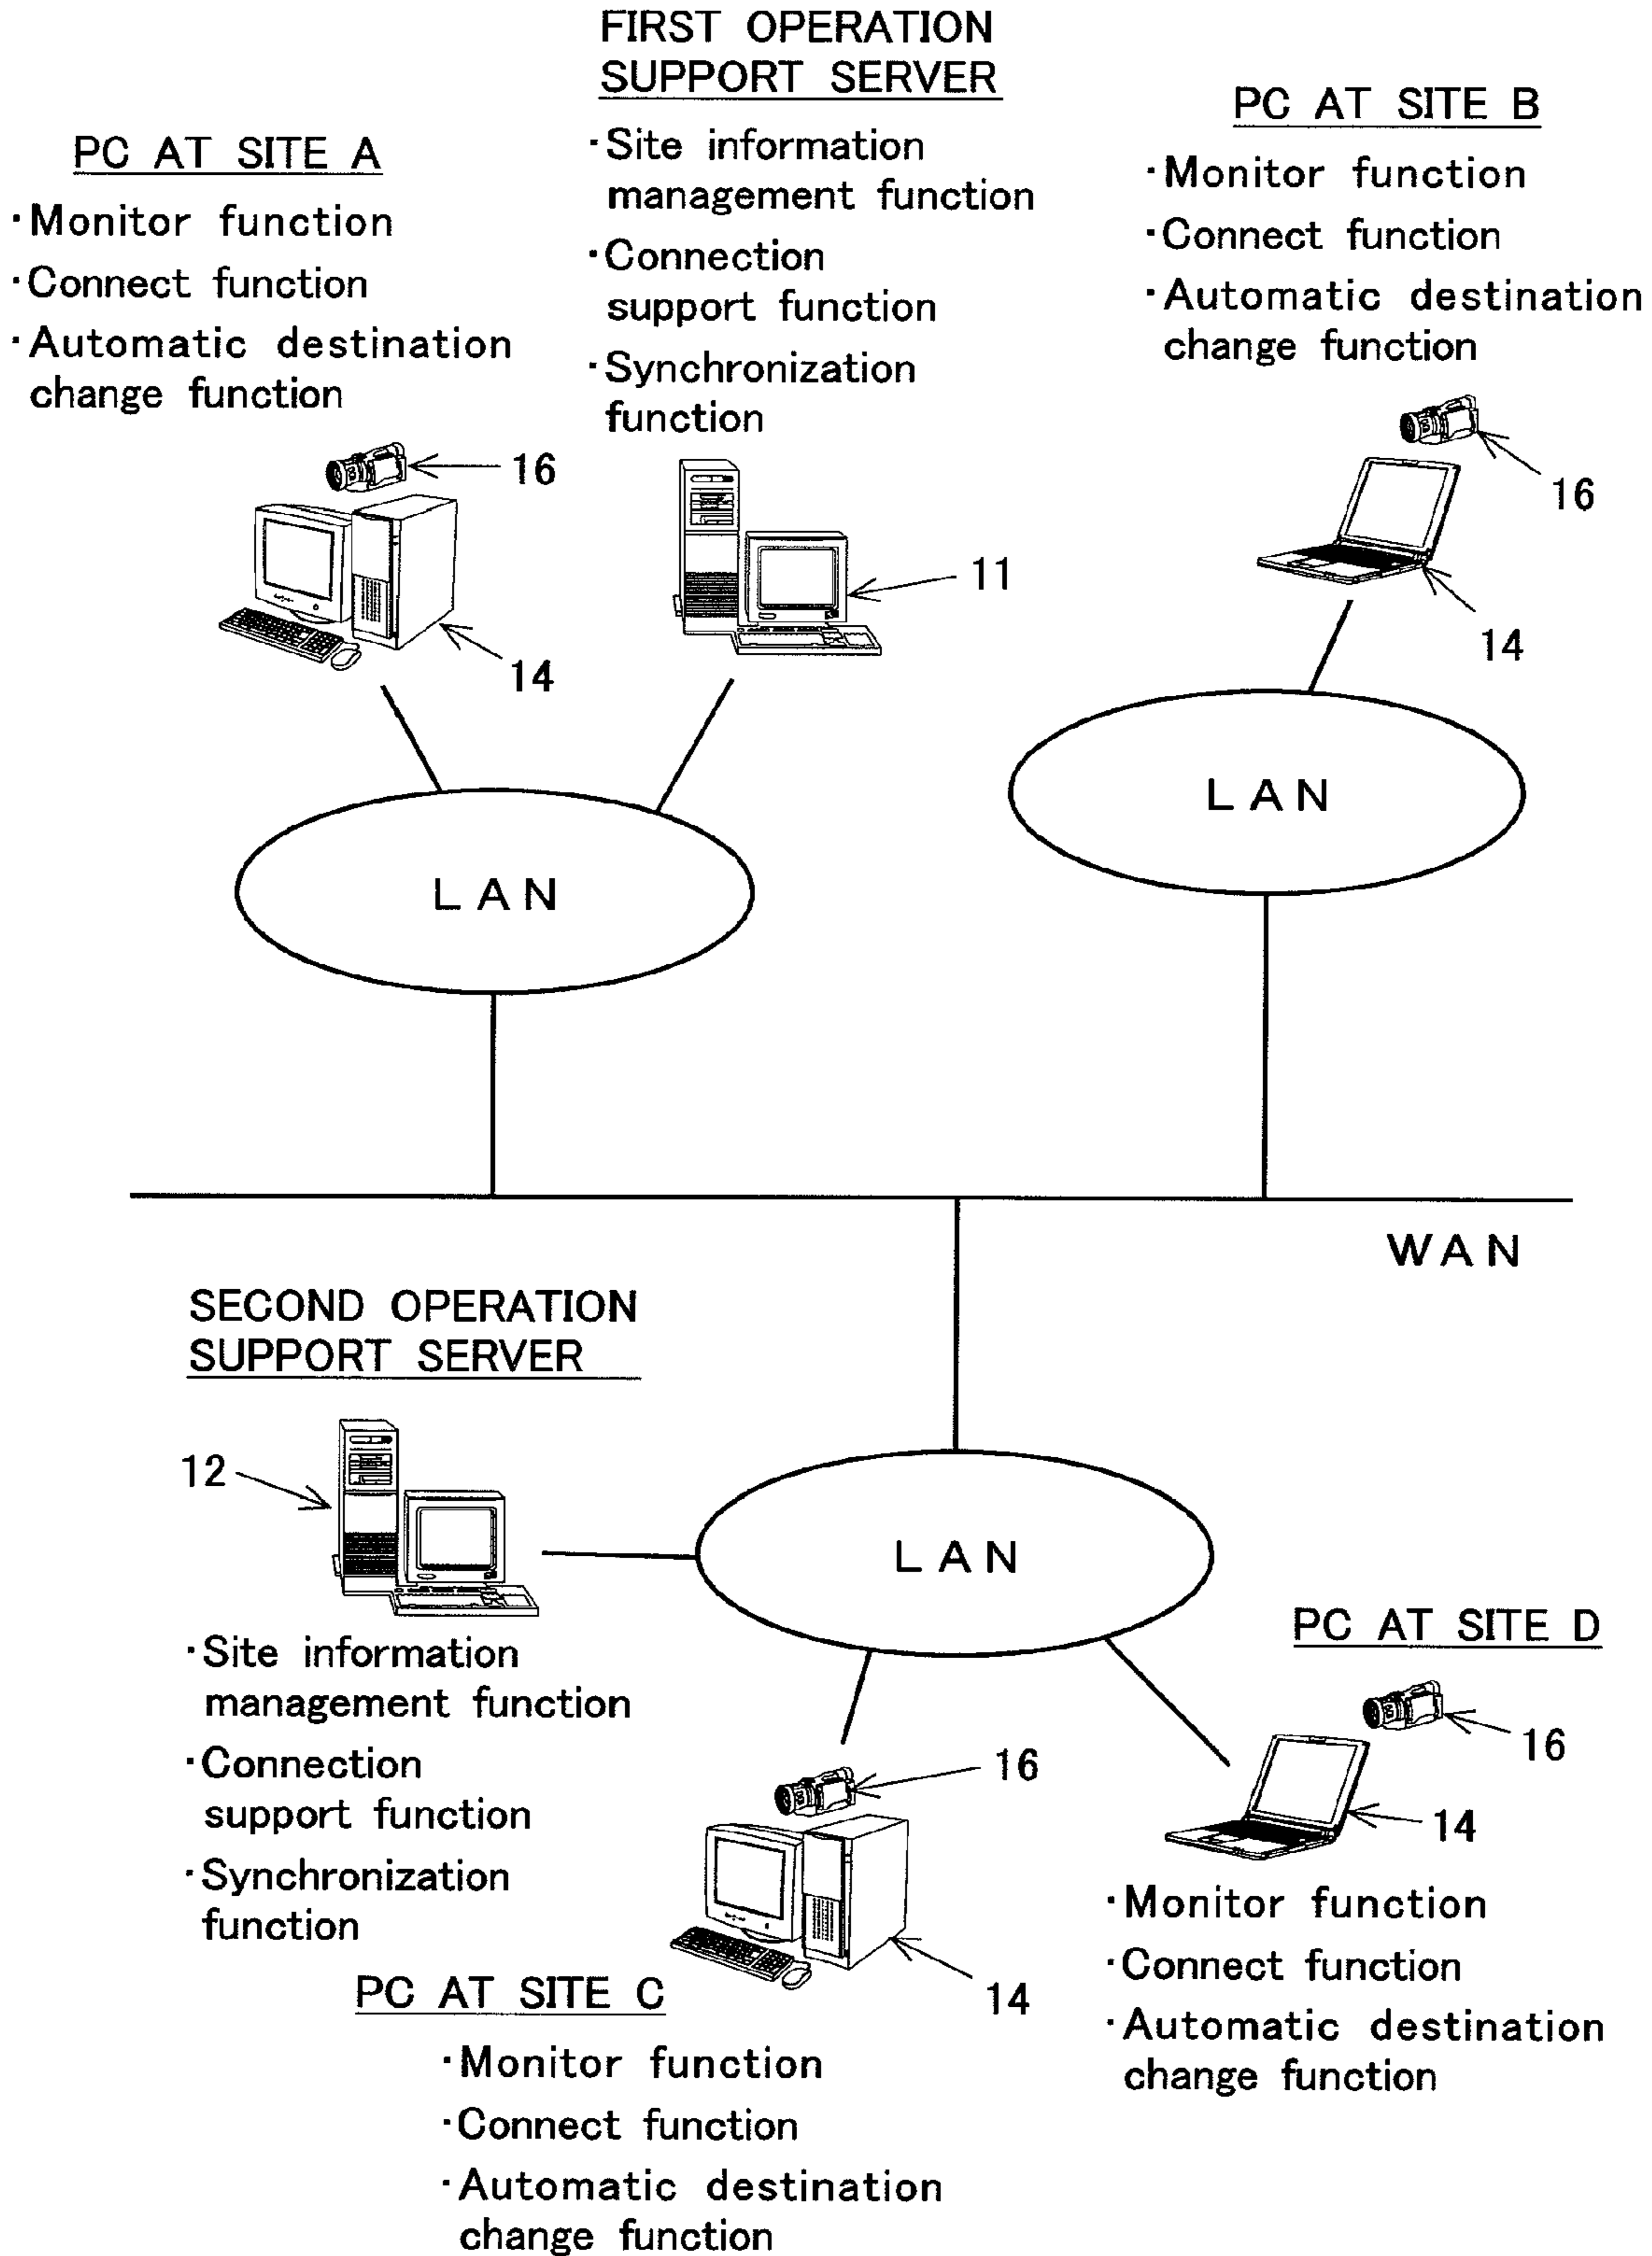 FIRST OPERATION
SUPPORT SERVER
·Site information
management function
·Connection
support function
·Synchronization
function
PC AT SITE A
·Monitor function
·Connect function
·Automatic destination
change function
PC AT SITE B
·Monitor function
·Connect function
·Automatic destination
change function
16
14
11
16
14
LAN
LAN
WAN
SECOND OPERATION
SUPPORT SERVER
12
·Site information
management function
·Connection
support function
·Synchronization
function
LAN
PC AT SITE D
16
14
·Monitor function
·Connect function
·Automatic destination
change function
16
14
PC AT SITE C
·Monitor function
·Connect function
·Automatic destination
change function